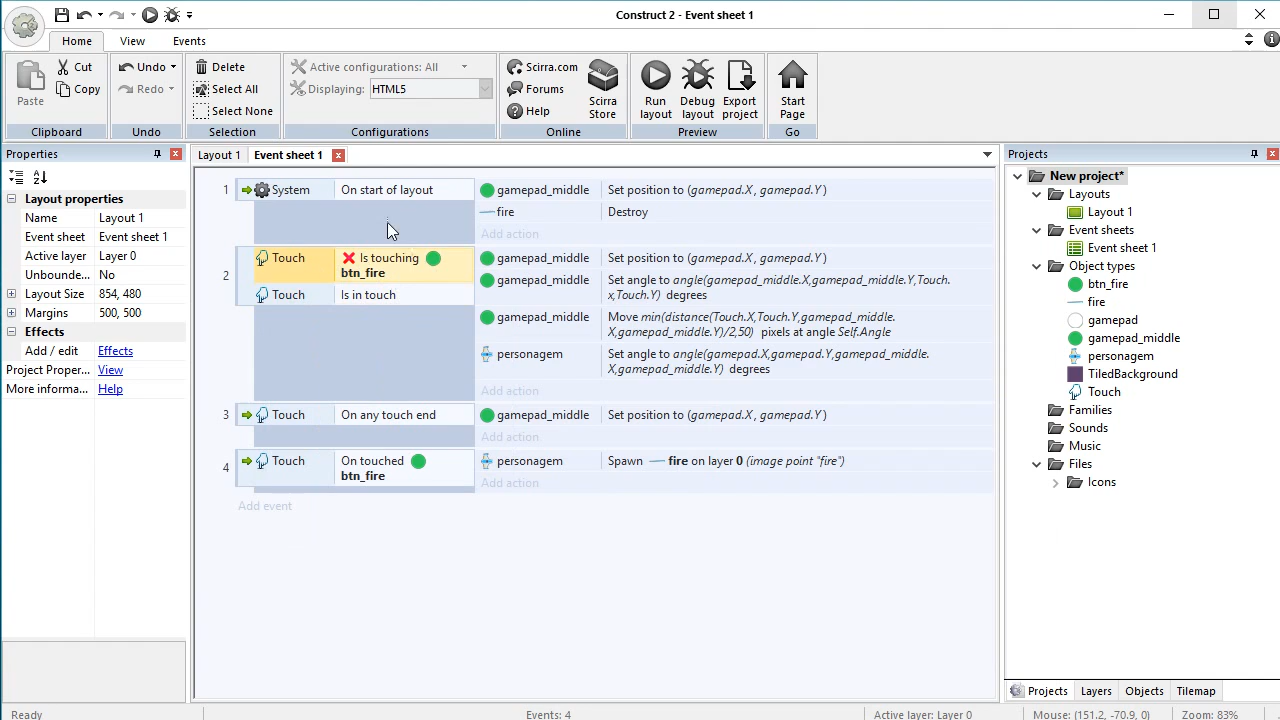 Construct 2 - Event sheet 1
Home
View
Events
Paste
Cut
Copy
Clipboard
Undo
Redo
Undo
Delete
Select All
Select None
Selection
Active configurations: All
Displaying: HTML5
Configurations
Scirra.com
Forums
Help
Scirra Store
Online
Run layout
Debug layout
Export project
Preview
Start Page
Go
Properties
Layout properties
Name Layout 1
Event sheet Event sheet 1
Active layer Layer 0
Unbounde... No
Layout Size 854, 480
Margins 500, 500
Effects
Add / edit Effects
Project Proper... View
More informa... Help
Layout 1
Event sheet 1
1 System On start of layout gamepad_middle Set position to (gamepad.X , gamepad.Y )
fire Destroy
Add action
2 Touch Is touching btn_fire gamepad_middle Set position to (gamepad.X , gamepad.Y )
Touch Is in touch gamepad_middle Set angle to angle(gamepad_middle.X,gamepad_middle.Y,Touch.
x,Touch.Y) degrees
gamepad_middle Move min(distance(Touch.X,Touch.Y,gamepad_middle.
X,gamepad_middle.Y)/2,50) pixels at angle Self.Angle
personagem Set angle to angle(gamepad.X,gamepad.Y,gamepad_middle.
X,gamepad_middle.Y) degrees
Add action
3 Touch On any touch end gamepad_middle Set position to (gamepad.X , gamepad.Y )
Add action
4 Touch On touched btn_fire personagem Spawn fire on layer 0 (image point "fire")
Add action
Add event
Projects
New project*
Layouts
Layout 1
Event sheets
Event sheet 1
Object types
btn_fire
fire
gamepad
gamepad_middle
personagem
TiledBackground
Touch
Families
Sounds
Music
Files
Icons
Projects
Layers
Objects
Tilemap
Ready
Events: 4
Active layer: Layer 0
Mouse: (151.2, -70.9, 0)
Zoom: 83%